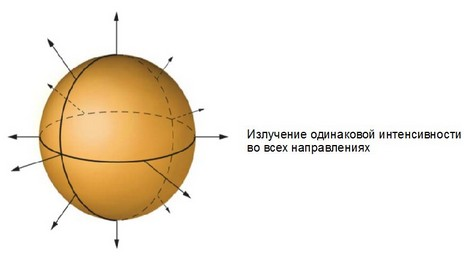 Излучение одинаковой интенсивности
во всех направлениях